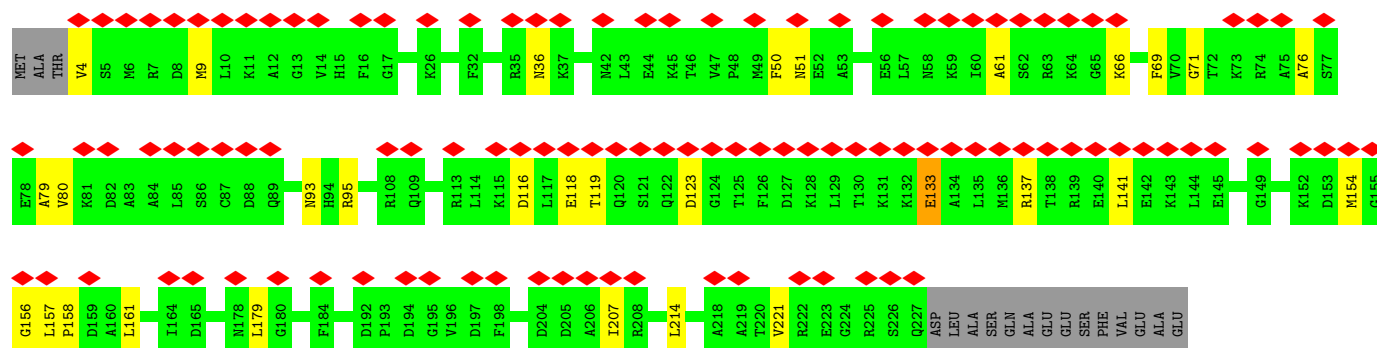 MET ALA THR V4 S5 M6 R7 D8 M9 L10 K11 A12 G13 V14 H15 F16 G17 K26 F32 R35 N36 K37 N42 L43 E44 K45 T46 V47 P48 M49 F50 N51 E52 A53 E56 L57 N58 K59 I60 A61 S62 R63 K64 G65 K66 F69 V70 G71 T72 K73 R74 A75 A76 S77
E78 A79 V80 K81 D82 A83 A84 L85 S86 C87 D88 Q89 N93 H94 R95 R108 Q109 R113 L114 K115 D116 L117 E118 T119 Q120 S121 Q122 D123 G124 T125 F126 D127 K128 L129 T130 K131 K132 E133 A134 L135 M136 R137 T138 R139 E140 L141 E142 K143 L144 E145 G149 K152 D153 M154 G155
G156 L157 P158 D159 A160 L161 I164 D165 N178 L179 G180 F184 D192 P193 D194 G195 V196 D197 F198 D204 D205 A206 I207 R208 L214 A218 A219 T220 V221 R222 E223 G224 R225 S226 Q227 ASP LEU ALA SER GLN ALA GLU GLU SER PHE VAL GLU ALA GLU